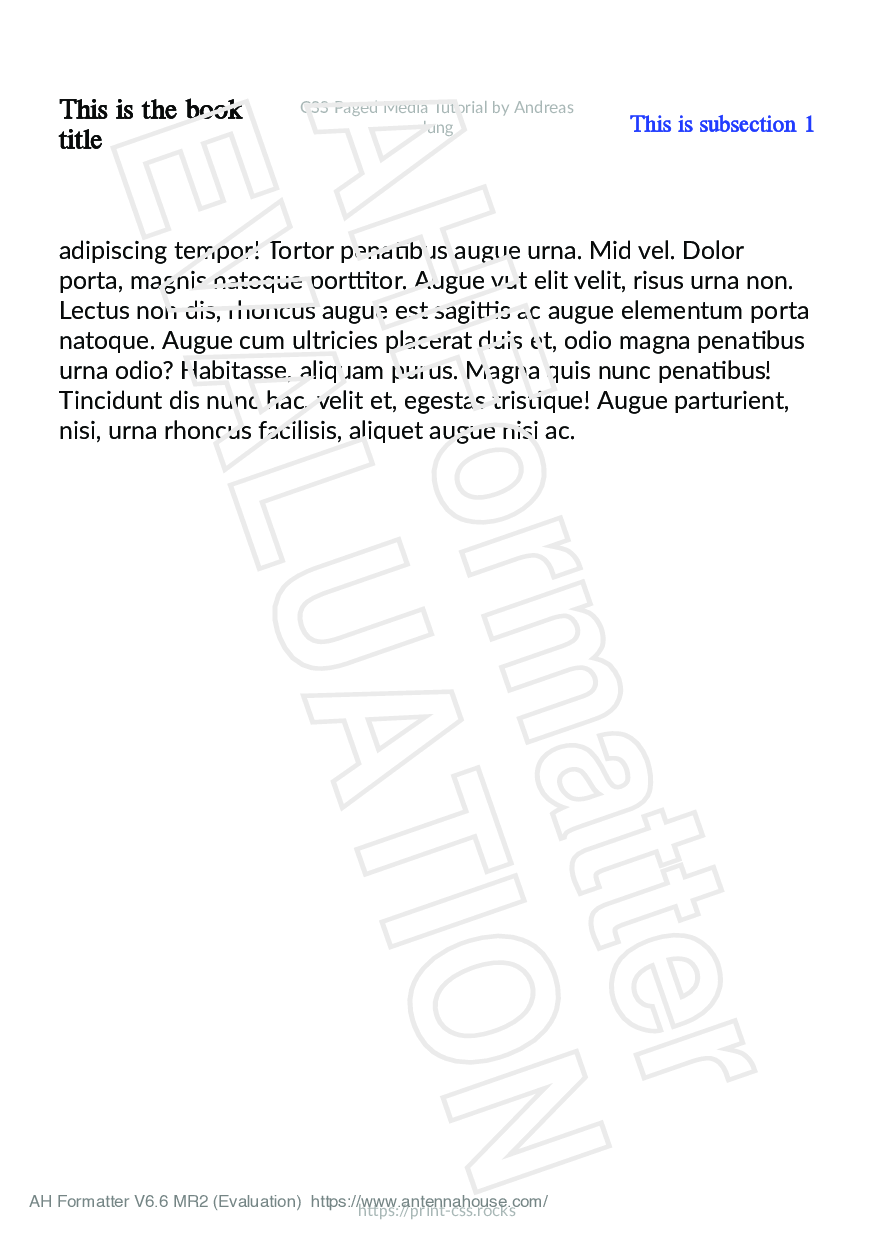 This is the book
title
CSS Paged Media Tutorial by Andreas
Jung
This is subsection 1
adipiscing tempor! Tortor penatibus augue urna. Mid vel. Dolor
porta, magnis natoque porttitor. Augue vut elit velit, risus urna non.
Lectus non dis, rhoncus augue est sagittis ac augue elementum porta
natoque. Augue cum ultricies placerat duis et, odio magna penatibus
urna odio? Habitasse, aliquam purus. Magna quis nunc penatibus!
Tincidunt dis nunc hac, velit et, egestas tristique! Augue parturient,
nisi, urna rhoncus facilisis, aliquet augue nisi ac.
AHFormatter
EVALUATION
AH Formatter V6.6 MR2 (Evaluation) https://www.antennahouse.com/
https://print-css.rocks